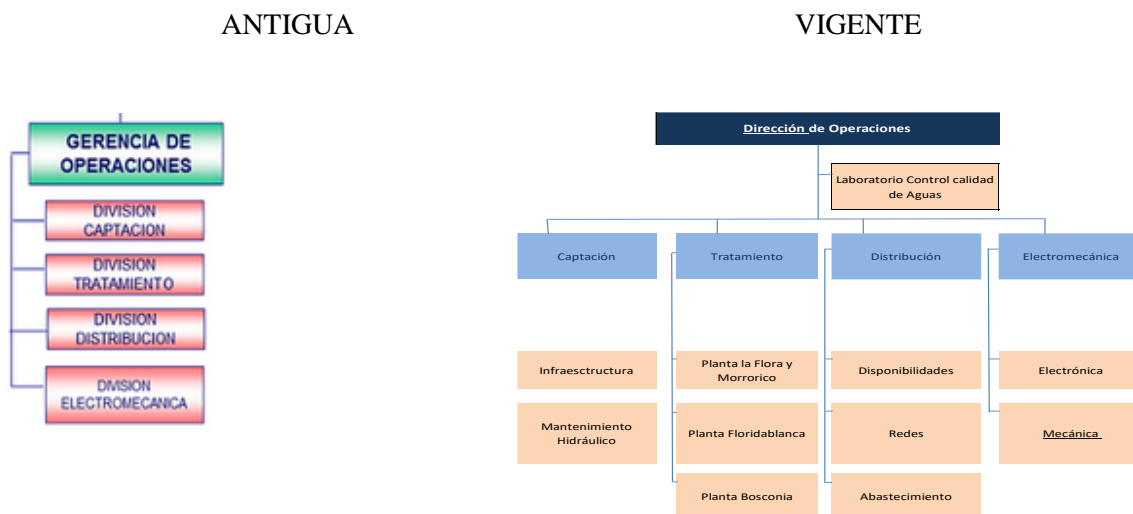 ANTIGUA
VIGENTE
GERENCIA DE
OPERACIONES
DIVISION
CAPTACION
DIVISION
TRATAMIENTO
DIVISION
DISTRIBUCION
DIVISION
ELECTROMECANICA
Dirección de Operaciones
Laboratorio Control calidad
de Aguas
Captación
Tratamiento
Distribución
Electromecánica
Infraesctructura
Planta la Flora y
Morrorico
Disponibilidades
Electrónica
Mantenimiento
Hidráulico
Planta Floridablanca
Redes
Mecánica
Planta Bosconia
Abastecimiento